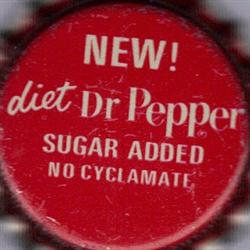 NEW!
diet Dr Pepper
SUGAR ADDED
NO CYCLAMATE